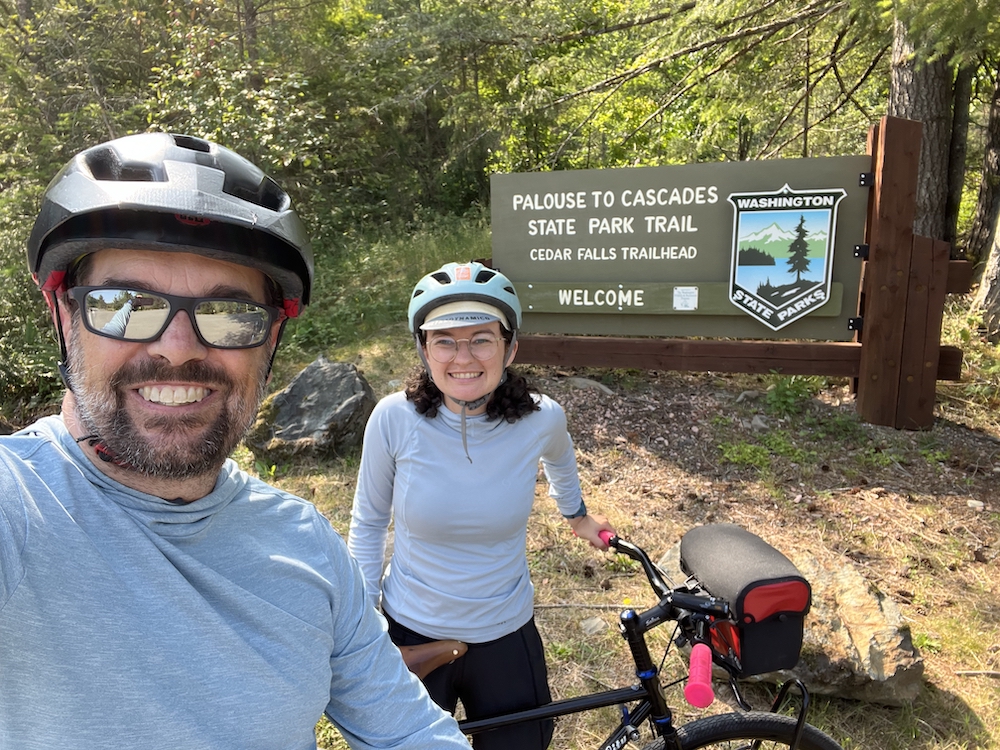 PALOUSE TO CASCADES
STATE PARK TRAIL
CEDAR FALLS TRAILHEAD
WELCOME
WASHINGTON
STATE PARKS